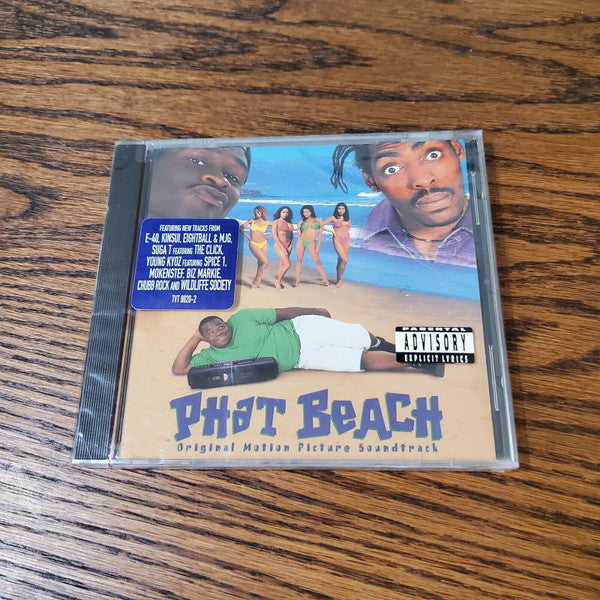 FEATURING NEW TRACKS FROM
E-40, KINSUI, EIGHTBALL & MJG,
SUGA T FEATURING THE CLICK,
YOUNG KYOZ FEATURING SPICE 1,
MOKENSTEF, BIZ MARKIE,
CHUBB ROCK AND WILDLIFFE SOCIETY
TVT 8020-2
PARENTAL
ADVISORY
EXPLICIT LYRICS
PHaT BeaCH
Original Motion Picture Soundtrack